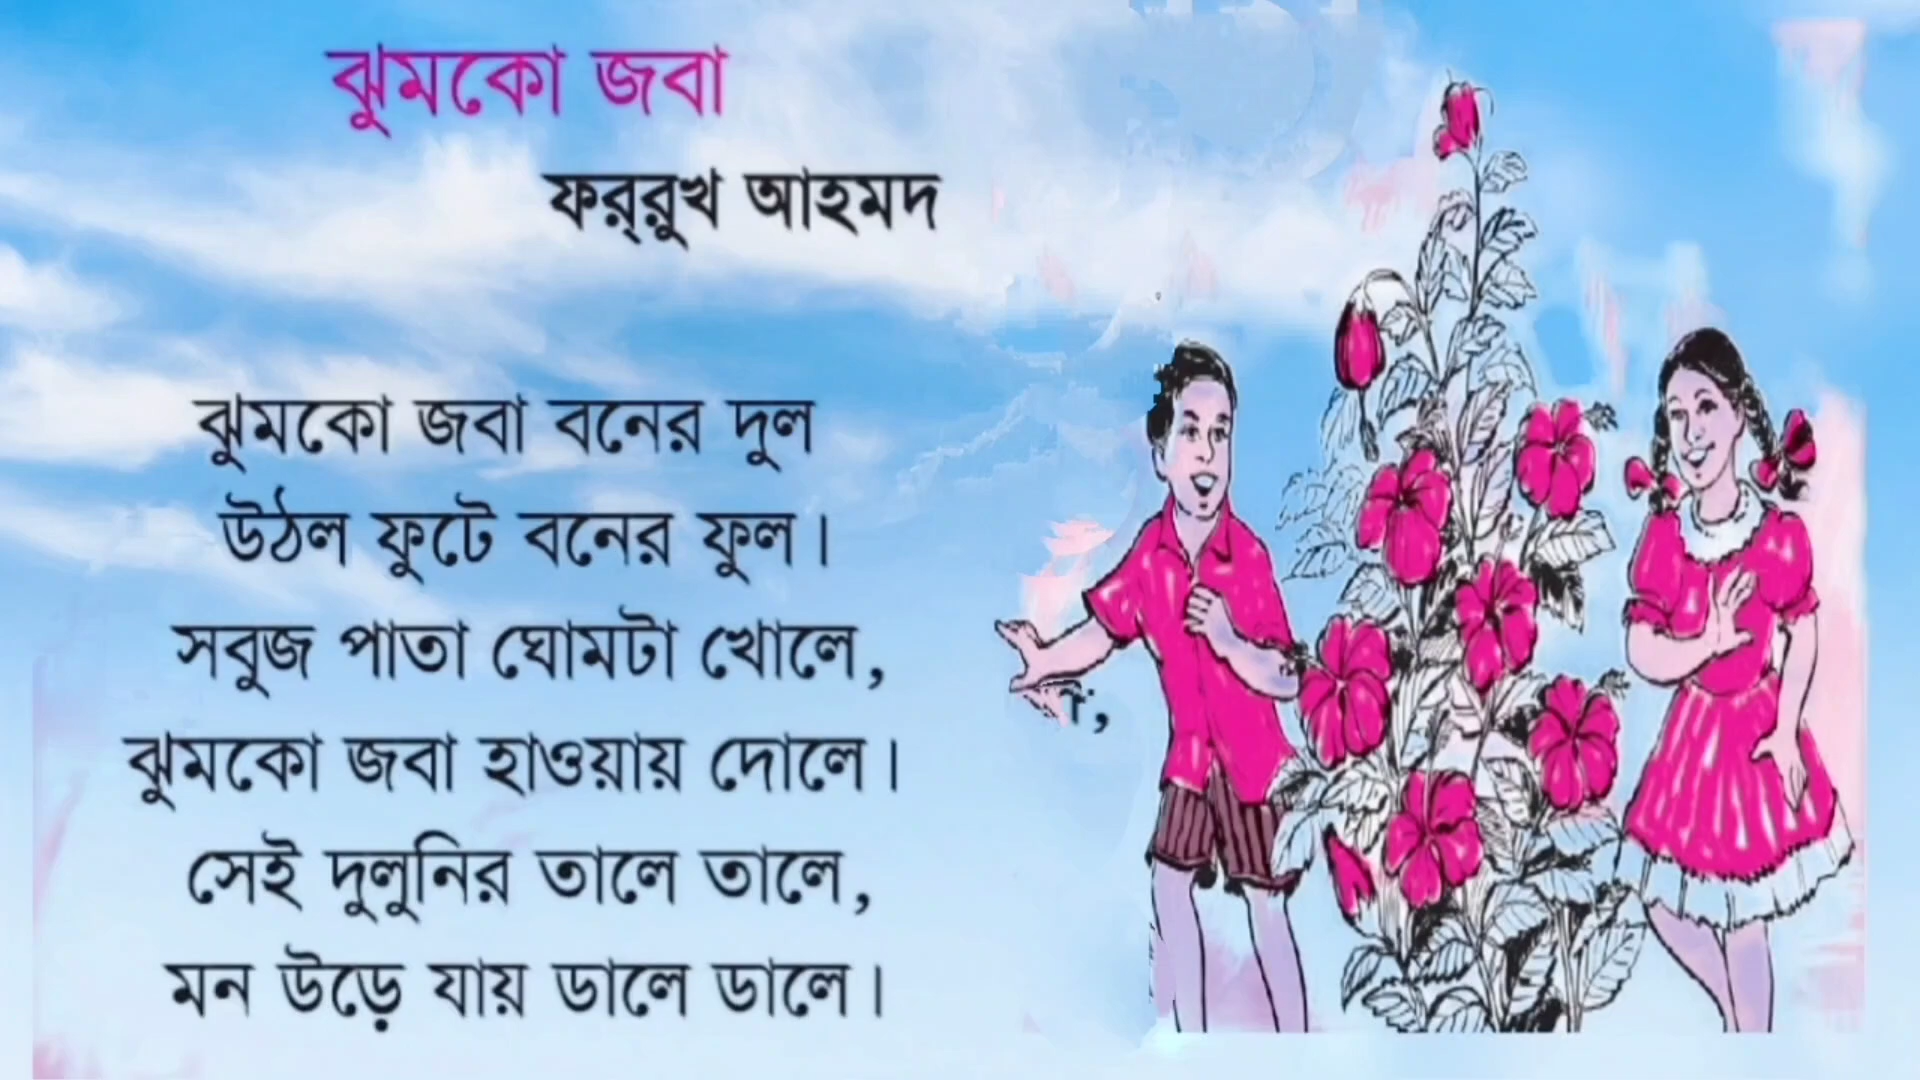 ঝুমকো জবা
ফর্‌রুখ আহমদ
ঝুমকো জবা বনের দুল
উঠল ফুটে বনের ফুল।
সবুজ পাতা ঘোমটা খোলে,
ঝুমকো জবা হাওয়ায় দোলে।
সেই দুলুনির তালে তালে,
মন উড়ে যায় ডালে ডালে।